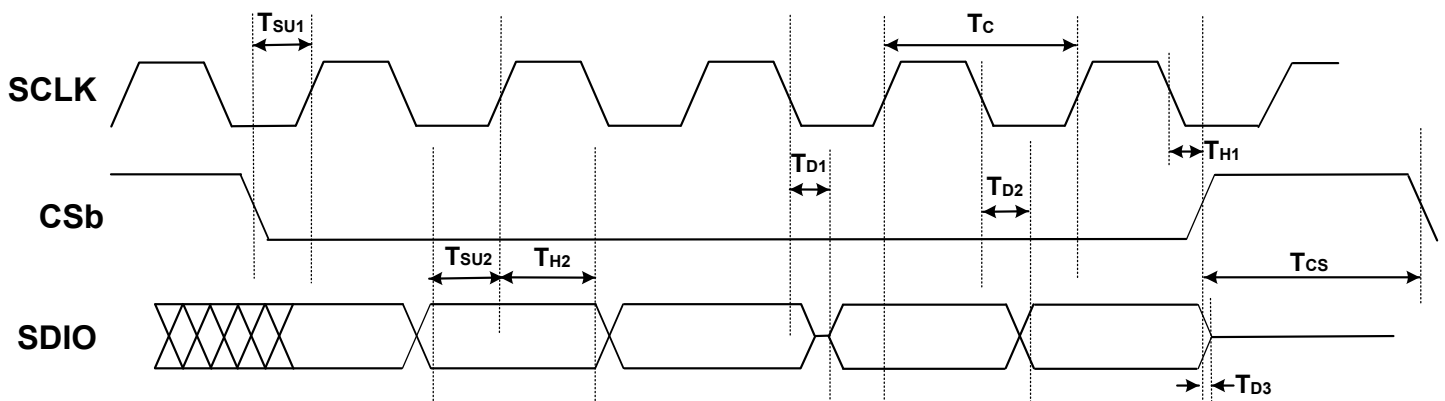 TSU1
TC
SCLK
TD1
TH1
TD2
CSb
TSU2
TH2
TCS
SDIO
TD3